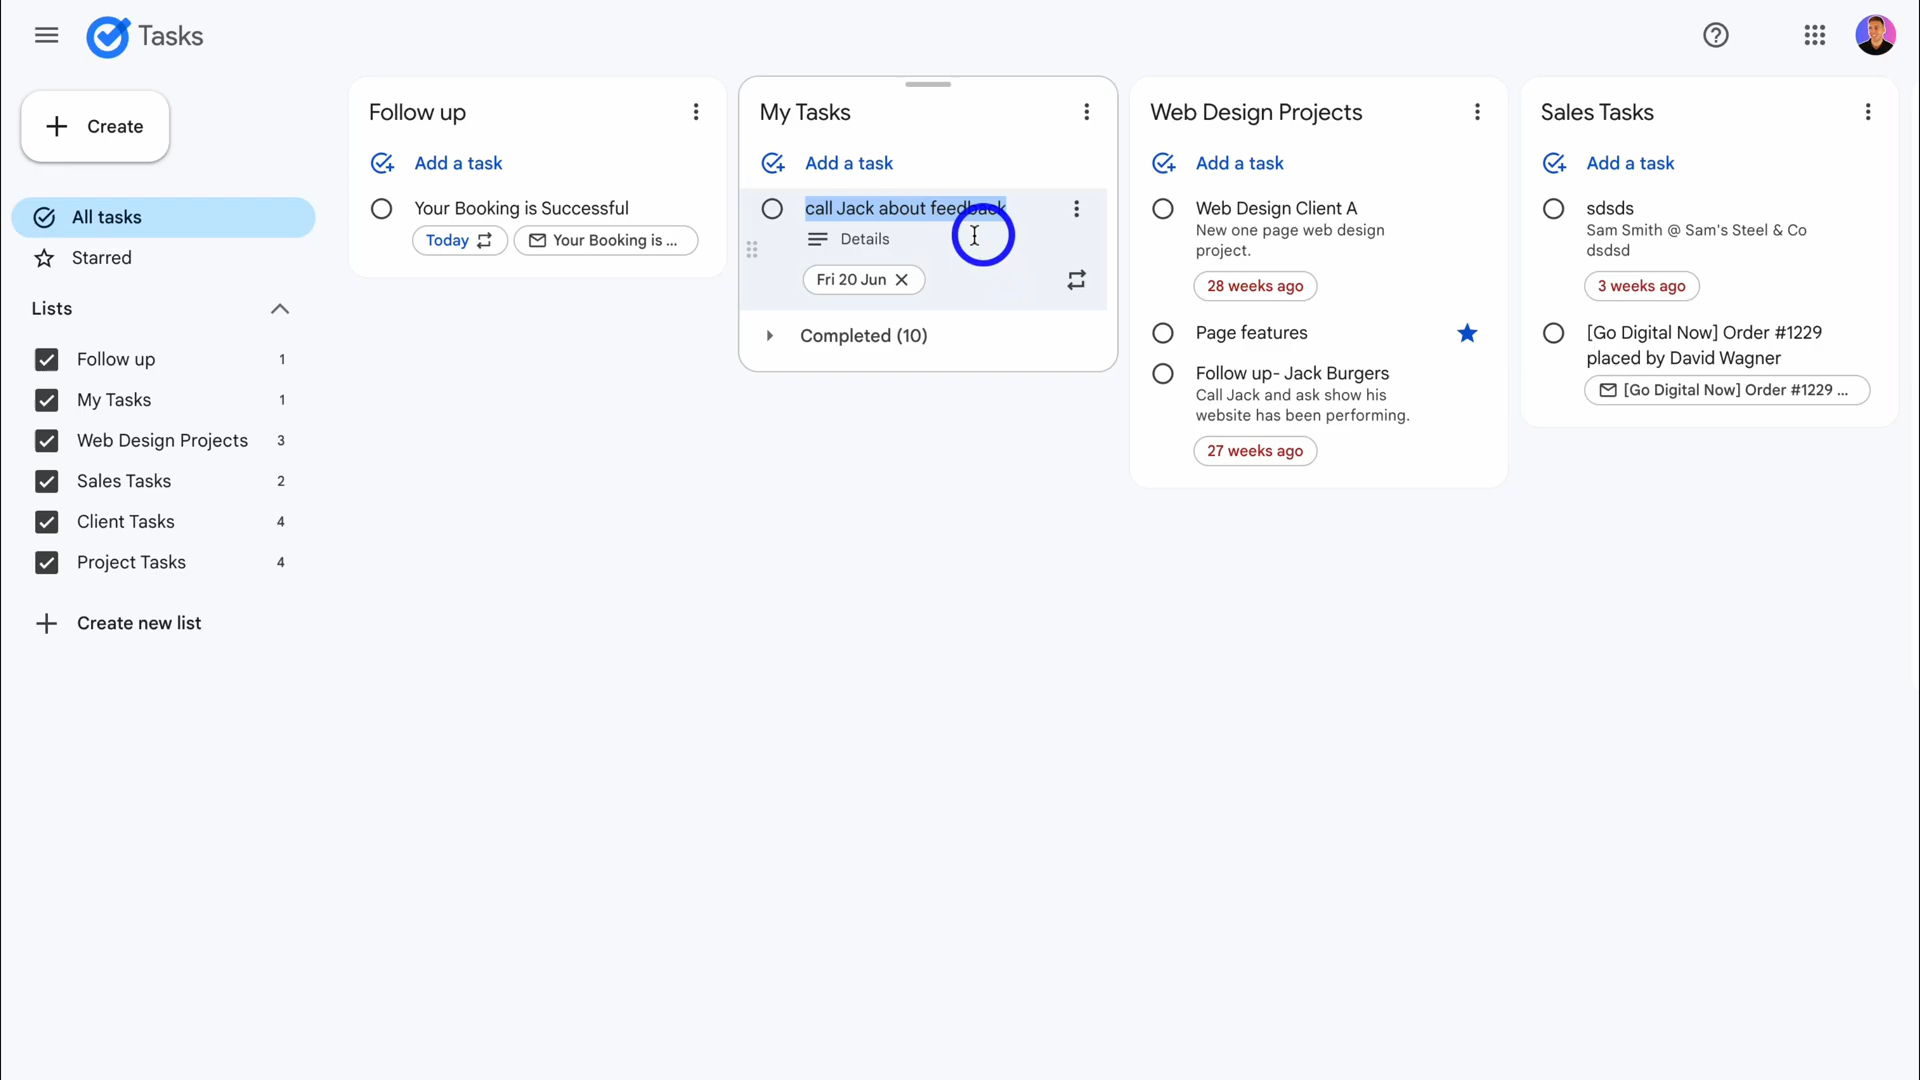 Tasks
Create
All tasks
Starred
Lists
Follow up 1
My Tasks 1
Web Design Projects 3
Sales Tasks 2
Client Tasks 4
Project Tasks 4
Create new list
Follow up
Add a task
Your Booking is Successful
Today
Your Booking is ...
My Tasks
Add a task
call Jack about feedback
Details
Fri 20 Jun
Completed (10)
Web Design Projects
Add a task
Web Design Client A
New one page web design
project.
28 weeks ago
Page features
Follow up- Jack Burgers
Call Jack and ask show his
website has been performing.
27 weeks ago
Sales Tasks
Add a task
sdsds
Sam Smith @ Sam's Steel & Co
dsdsd
3 weeks ago
[Go Digital Now] Order #1229
placed by David Wagner
[Go Digital Now] Order #1229 ...